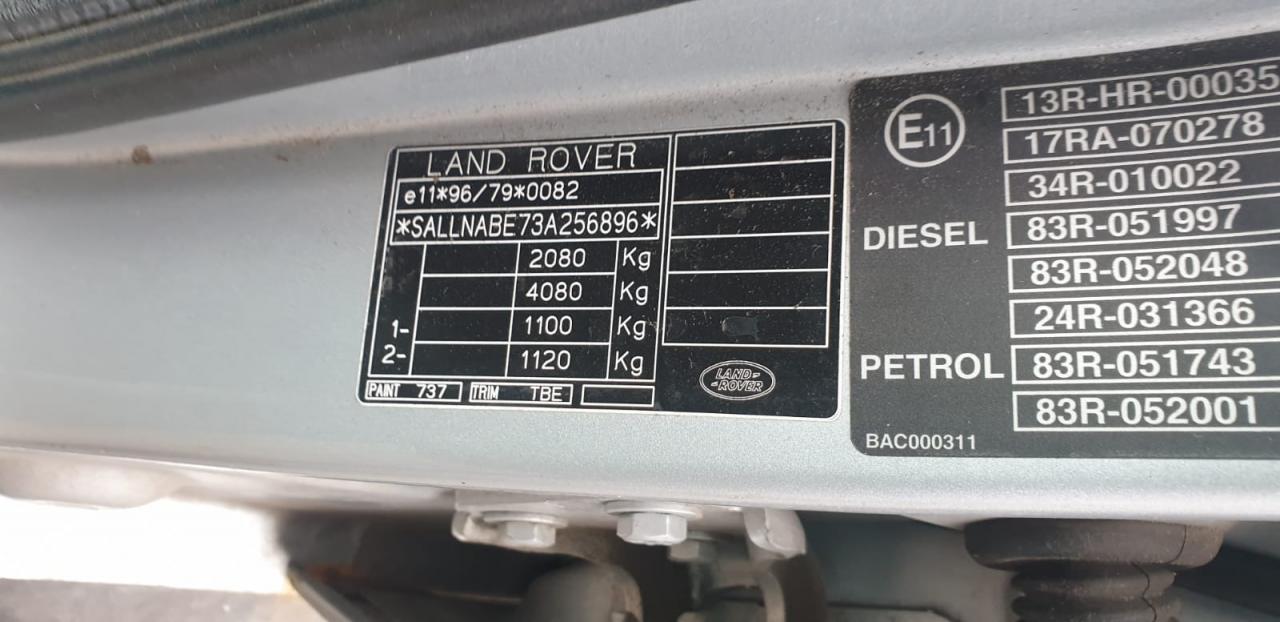 LAND ROVER
e11*96/79*0082
*SALLNABE73A256896*
2080 Kg
4080 Kg
1- 1100 Kg
2- 1120 Kg
PAINT 737 TRIM TBE
LAND-
-ROVER
E11
13R-HR-00035
17RA-070278
34R-010022
DIESEL 83R-051997
83R-052048
24R-031366
PETROL 83R-051743
83R-052001
BAC000311